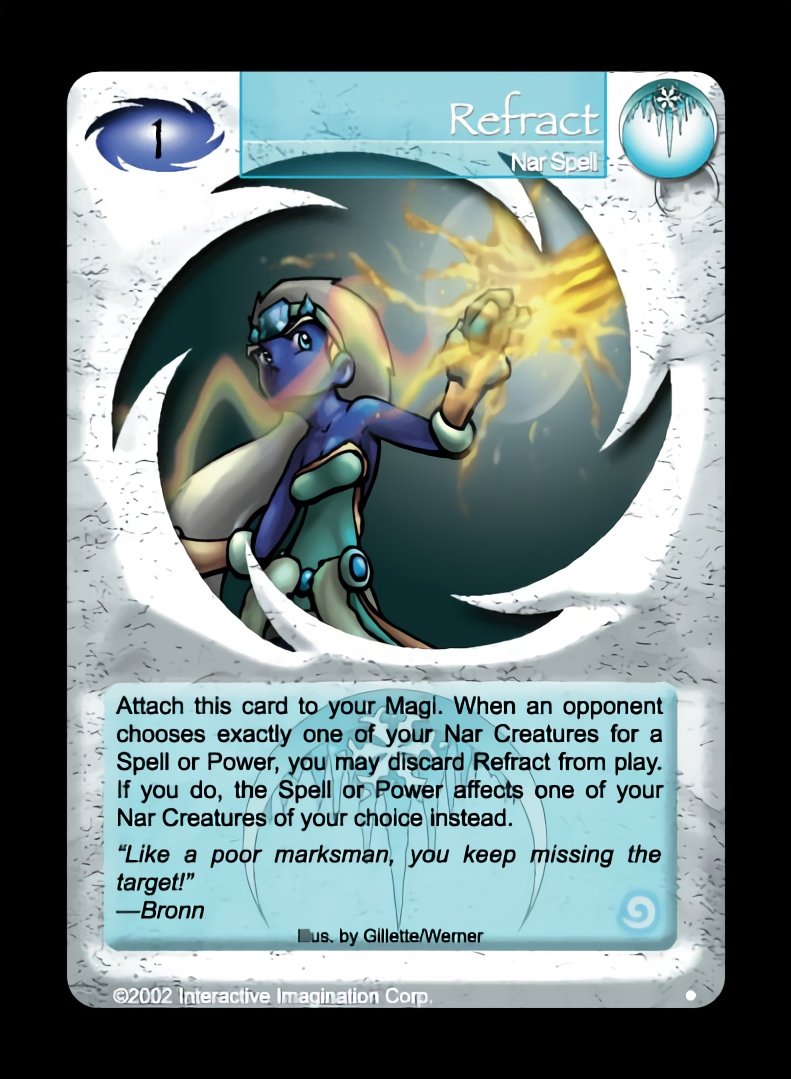 1
Refract
Nar Spell
Attach this card to your Magi. When an opponent
chooses exactly one of your Nar Creatures for a
Spell or Power, you may discard Refract from play.
If you do, the Spell or Power affects one of your
Nar Creatures of your choice instead.
“Like a poor marksman, you keep missing the
target!”
—Bronn
Illus. by Gillette/Werner
©2002 Interactive Imagination Corp.